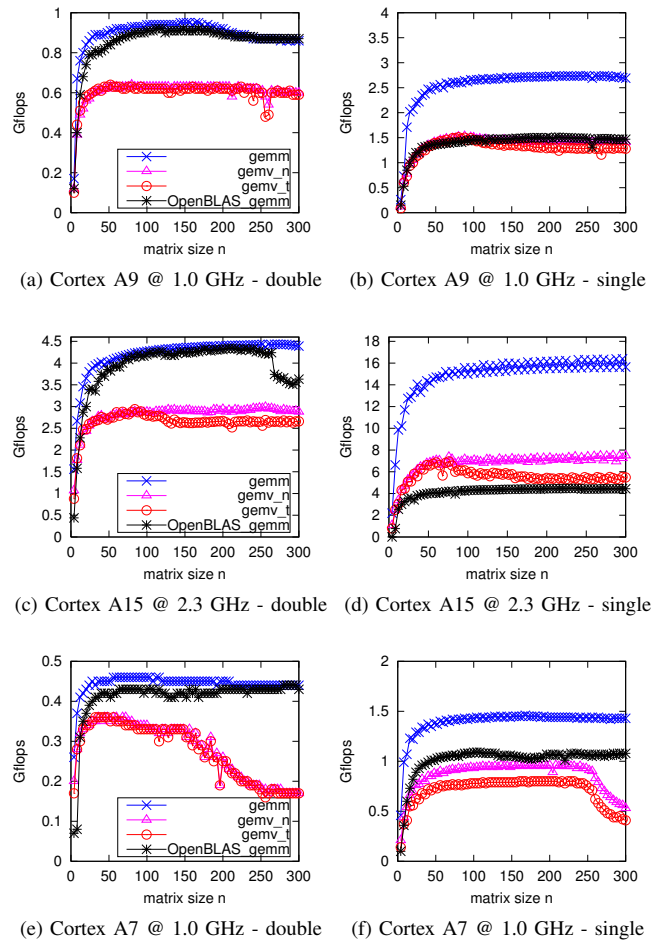 1
0.8
0.6
0.4
0.2
0
Gflops
gemm
gemv_n
gemv_t
OpenBLAS_gemm
0 50 100 150 200 250 300
matrix size n
(a) Cortex A9 @ 1.0 GHz - double
4
3.5
3
2.5
2
1.5
1
0.5
0
Gflops
0 50 100 150 200 250 300
matrix size n
(b) Cortex A9 @ 1.0 GHz - single
4.5
4
3.5
3
2.5
2
1.5
1
0.5
0
Gflops
gemm
gemv_n
gemv_t
OpenBLAS_gemm
0 50 100 150 200 250 300
matrix size n
(c) Cortex A15 @ 2.3 GHz - double
18
16
14
12
10
8
6
4
2
0
Gflops
0 50 100 150 200 250 300
matrix size n
(d) Cortex A15 @ 2.3 GHz - single
0.5
0.4
0.3
0.2
0.1
0
Gflops
gemm
gemv_n
gemv_t
OpenBLAS_gemm
0 50 100 150 200 250 300
matrix size n
(e) Cortex A7 @ 1.0 GHz - double
2
1.5
1
0.5
0
Gflops
0 50 100 150 200 250 300
matrix size n
(f) Cortex A7 @ 1.0 GHz - single